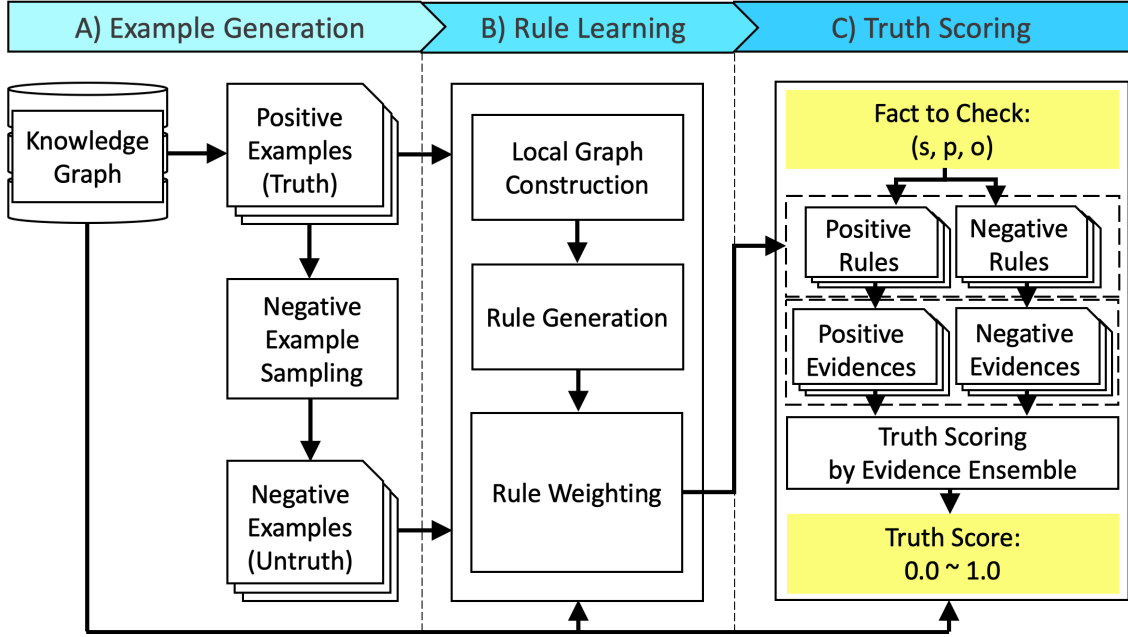 A) Example Generation
B) Rule Learning
C) Truth Scoring
Knowledge
Graph
Positive
Examples
(Truth)
Negative
Example
Sampling
Negative
Examples
(Untruth)
Local Graph
Construction
Rule Generation
Rule Weighting
Fact to Check:
(s, p, o)
Positive
Rules
Negative
Rules
Positive
Evidences
Negative
Evidences
Truth Scoring
by Evidence Ensemble
Truth Score:
0.0 ~ 1.0